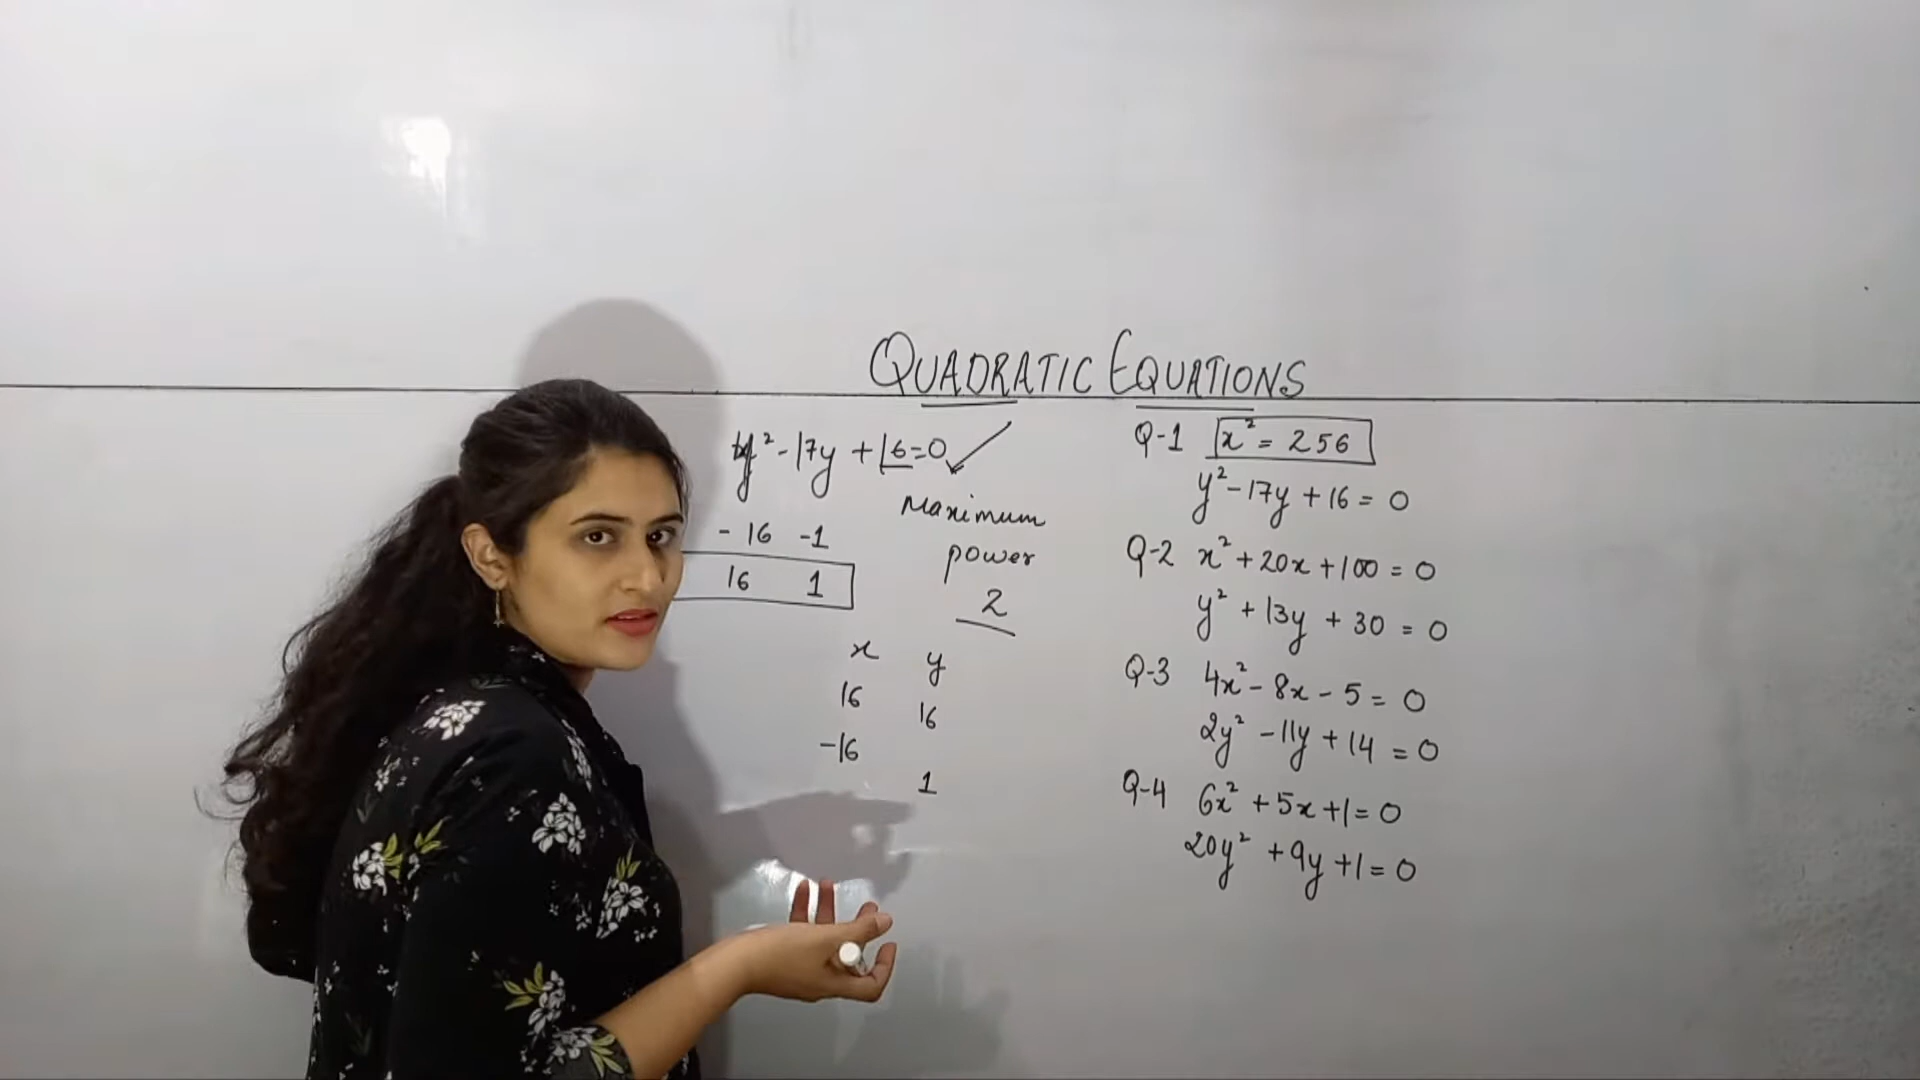 QUADRATIC EQUATIONS
y² - 17y + 16 = 0
- 16 -1
16 1
Maximum
power
2
x y
16 16
-16
1
Q-1 x² = 256
y² - 17y + 16 = 0
Q-2 x² + 20x + 100 = 0
y² + 13y + 30 = 0
Q-3 4x² - 8x - 5 = 0
2y² - 11y + 14 = 0
Q-4 6x² + 5x + 1 = 0
20y² + 9y + 1 = 0